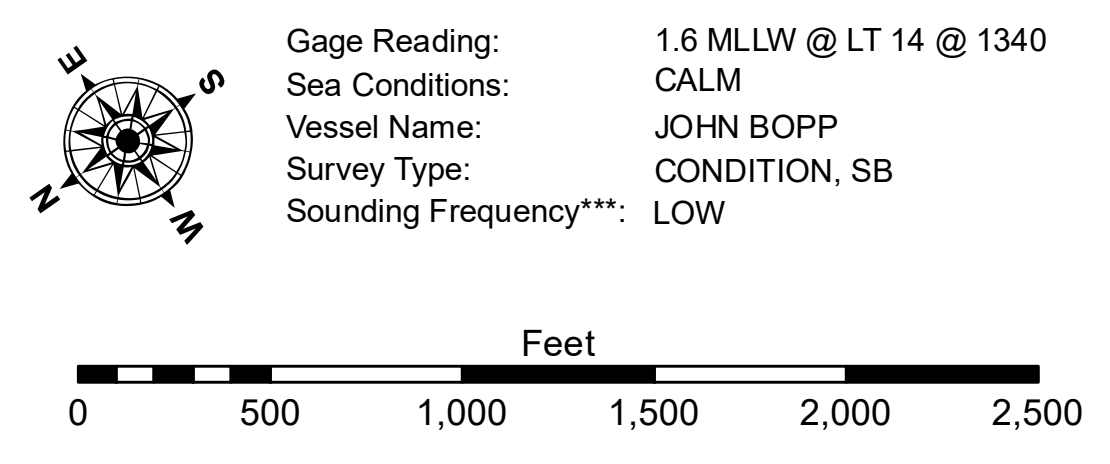 E
S
N
W
Gage Reading: 1.6 MLLW @ LT 14 @ 1340
Sea Conditions: CALM
Vessel Name: JOHN BOPP
Survey Type: CONDITION, SB
Sounding Frequency***: LOW
Feet
0 500 1,000 1,500 2,000 2,500